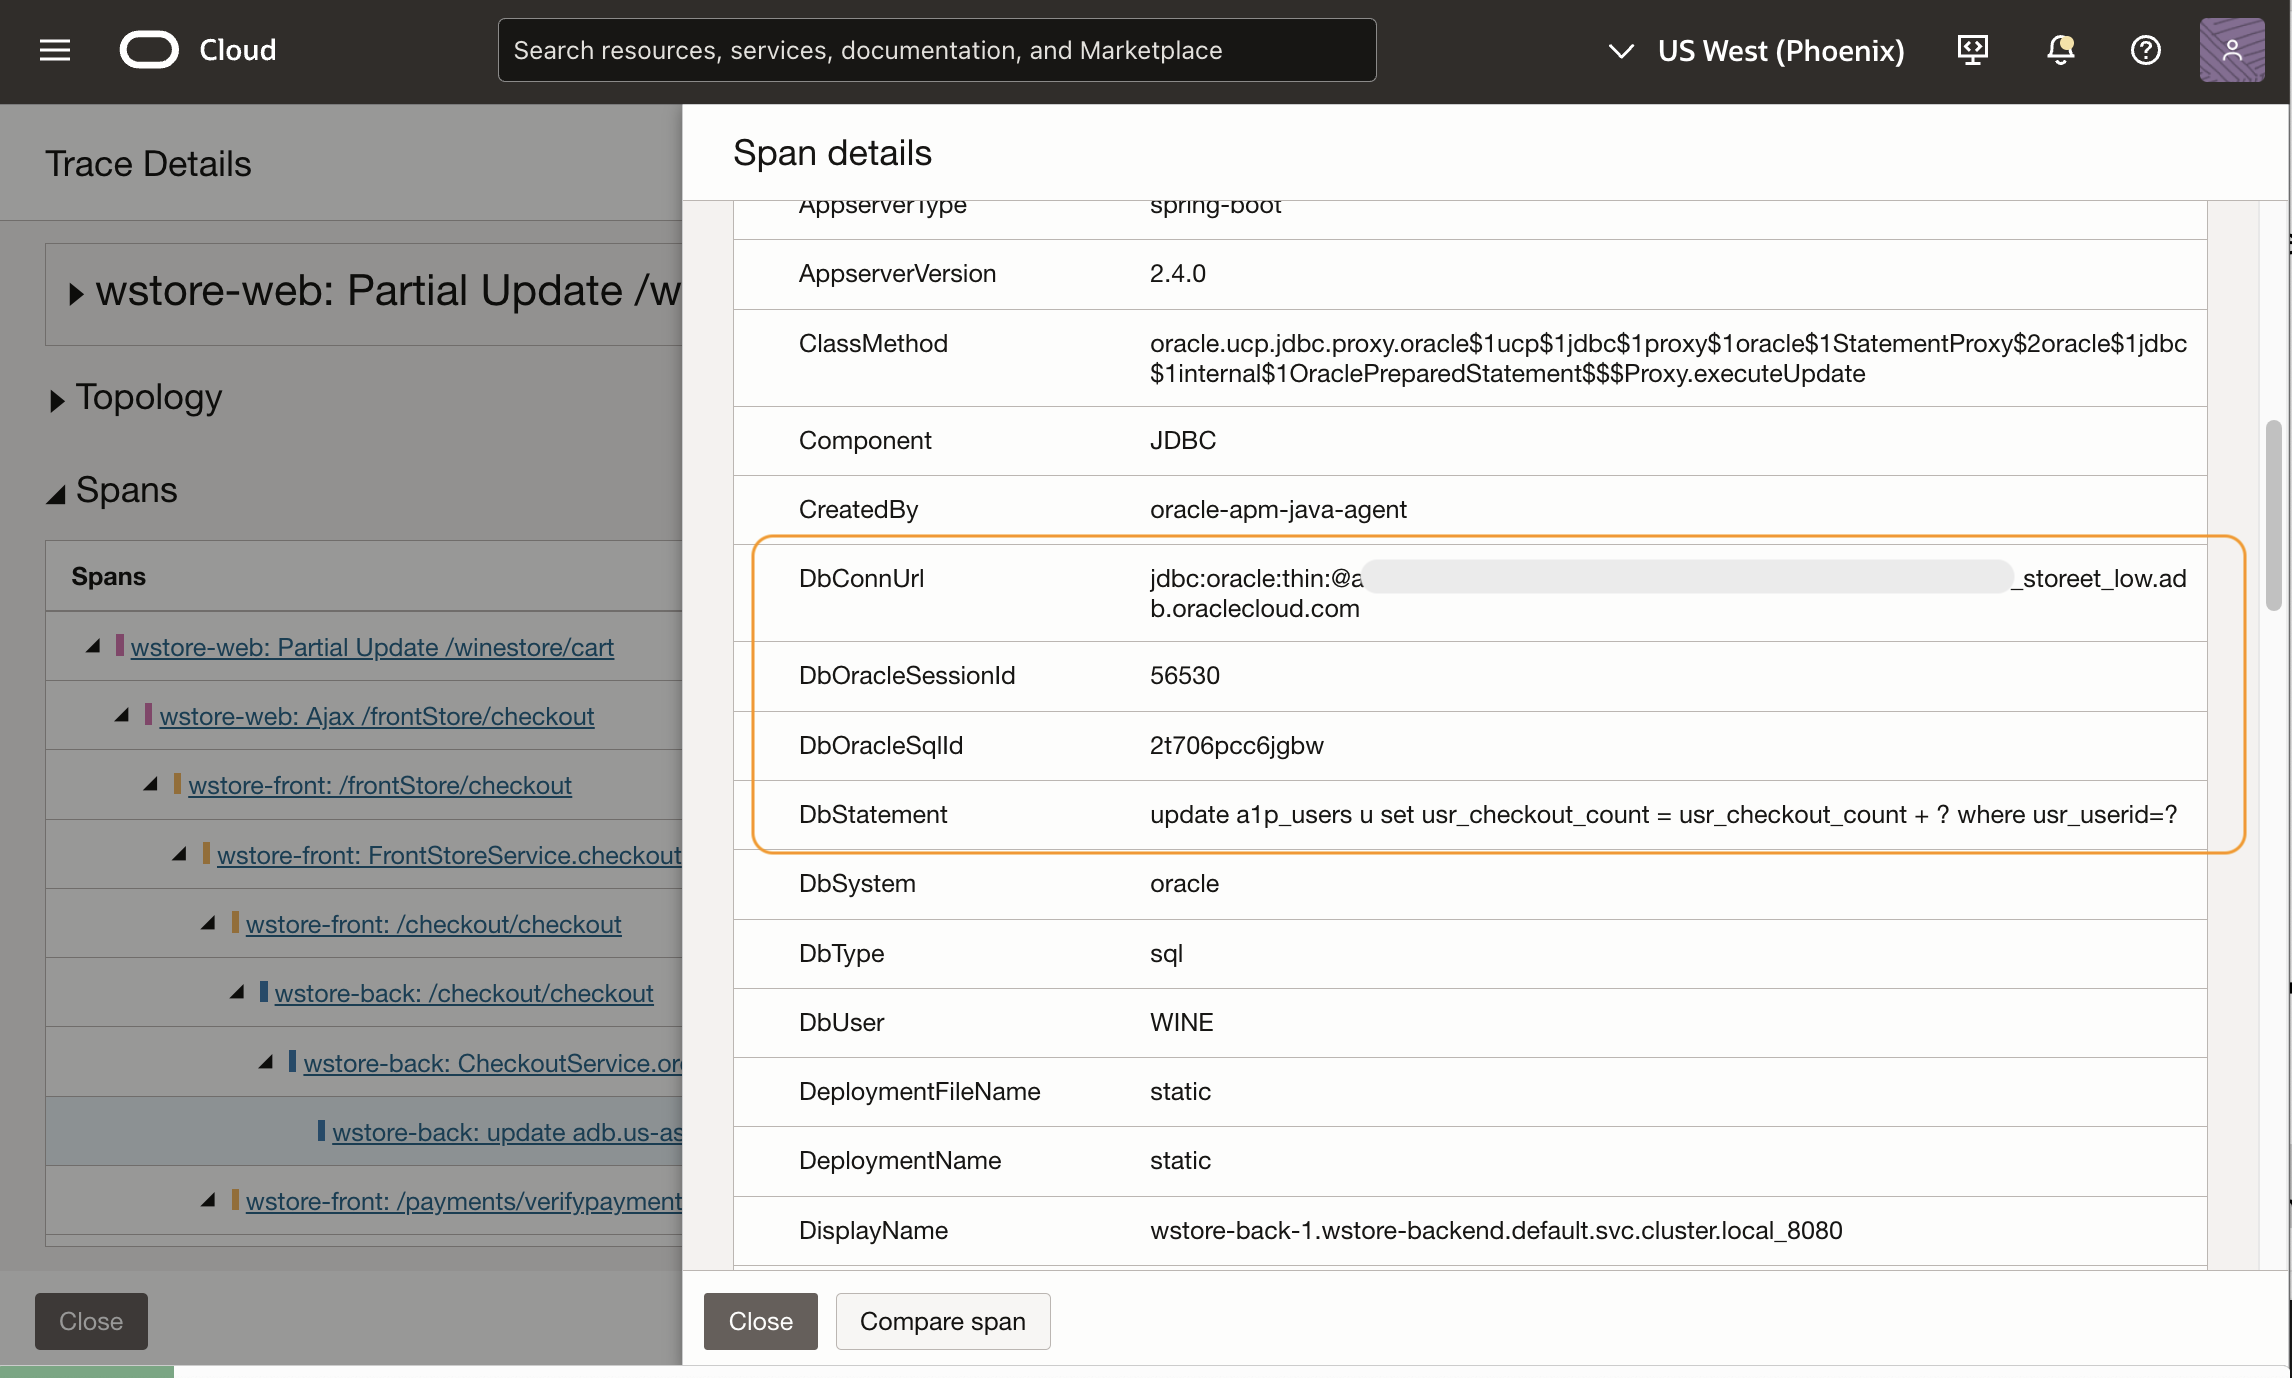 Cloud
Search resources, services, documentation, and Marketplace
US West (Phoenix)
Trace Details
wstore-web: Partial Update /w
Topology
Spans
Spans
wstore-web: Partial Update /winestore/cart
wstore-web: Ajax /frontStore/checkout
wstore-front: /frontStore/checkout
wstore-front: FrontStoreService.checkout
wstore-front: /checkout/checkout
wstore-back: /checkout/checkout
wstore-back: CheckoutService.ord
wstore-back: update adb.us-as
wstore-front: /payments/verifypayment
Close
Span details
AppserverType spring-boot
AppserverVersion 2.4.0
ClassMethod oracle.ucp.jdbc.proxy.oracle$1ucp$1jdbc$1proxy$1oracle$1StatementProxy$2oracle$1jdbc
$1internal$1OraclePreparedStatement$$$Proxy.executeUpdate
Component JDBC
CreatedBy oracle-apm-java-agent
DbConnUrl jdbc:oracle:thin:@a _storeet_low.ad
b.oraclecloud.com
DbOracleSessionId 56530
DbOracleSqlId 2t706pcc6jgbw
DbStatement update a1p_users u set usr_checkout_count = usr_checkout_count + ? where usr_userid=?
DbSystem oracle
DbType sql
DbUser WINE
DeploymentFileName static
DeploymentName static
DisplayName wstore-back-1.wstore-backend.default.svc.cluster.local_8080
Close
Compare span